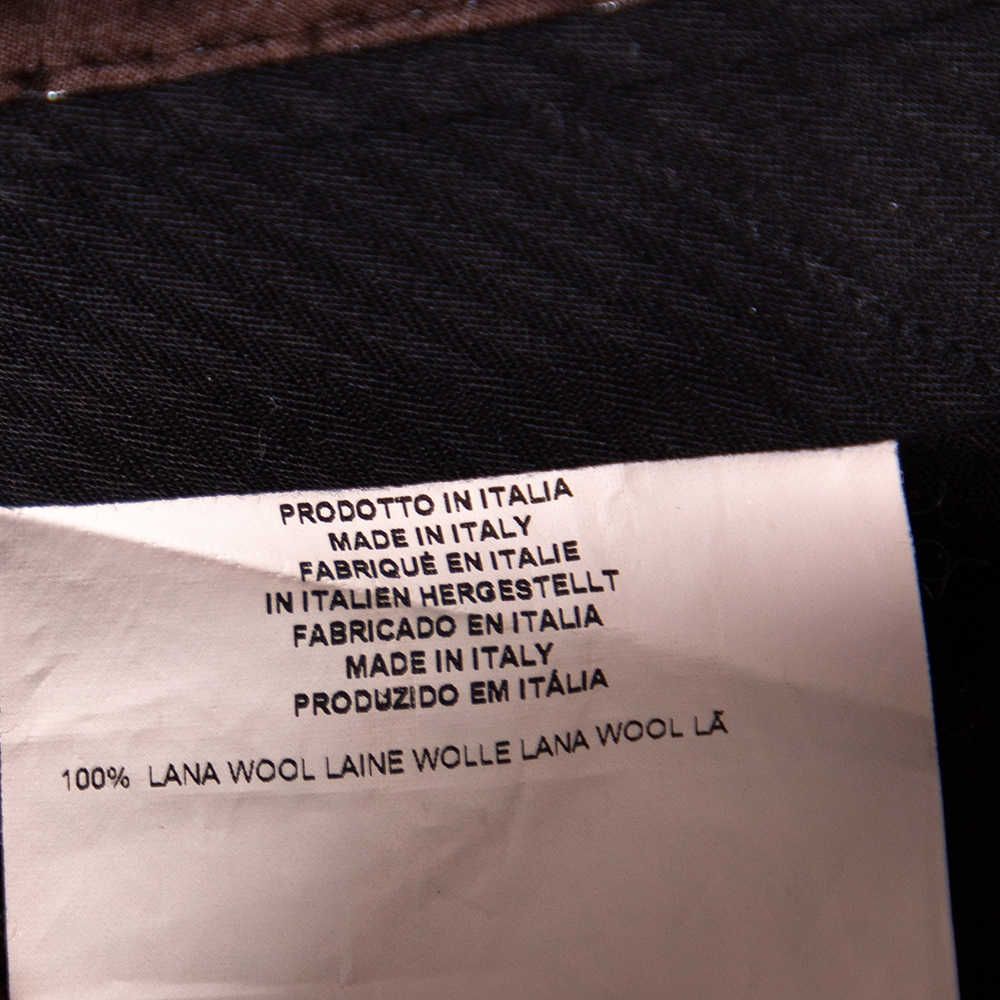 PRODOTTO IN ITALIA
MADE IN ITALY
FABRIQUÉ EN ITALIE
IN ITALIEN HERGESTELLT
FABRICADO EN ITALIA
MADE IN ITALY
PRODUZIDO EM ITÁLIA
100% LANA WOOL LAINE WOLLE LANA WOOL LÃ